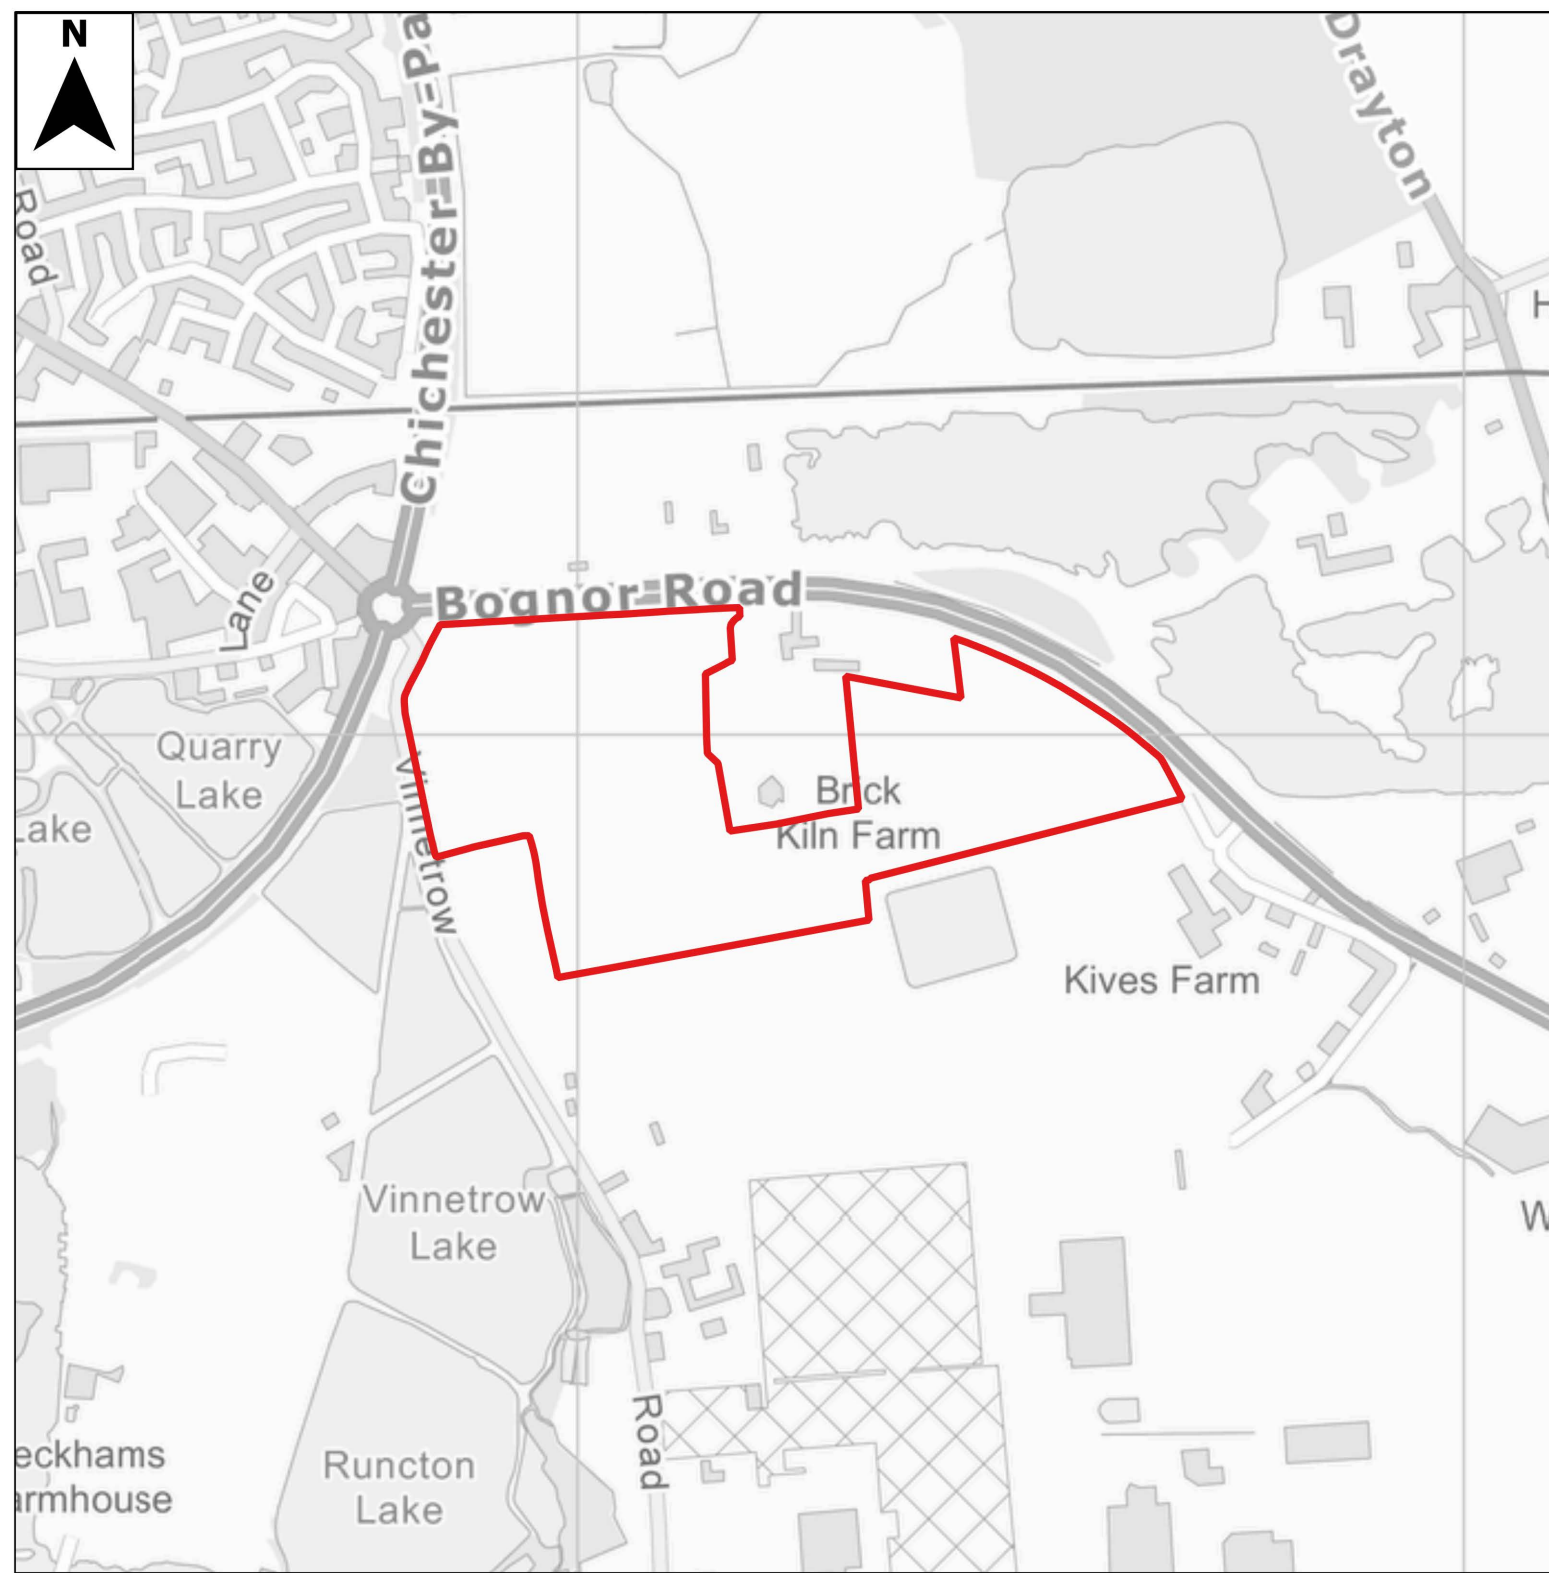 N
Chichester By-Pa
Drayton
Road
H
Lane
Bognor Road
Quarry
Lake
Lake
Vinnetrow
Brick
Kiln Farm
Kives Farm
Vinnetrow
Lake
W
Road
eckhams
armhouse
Runcton
Lake